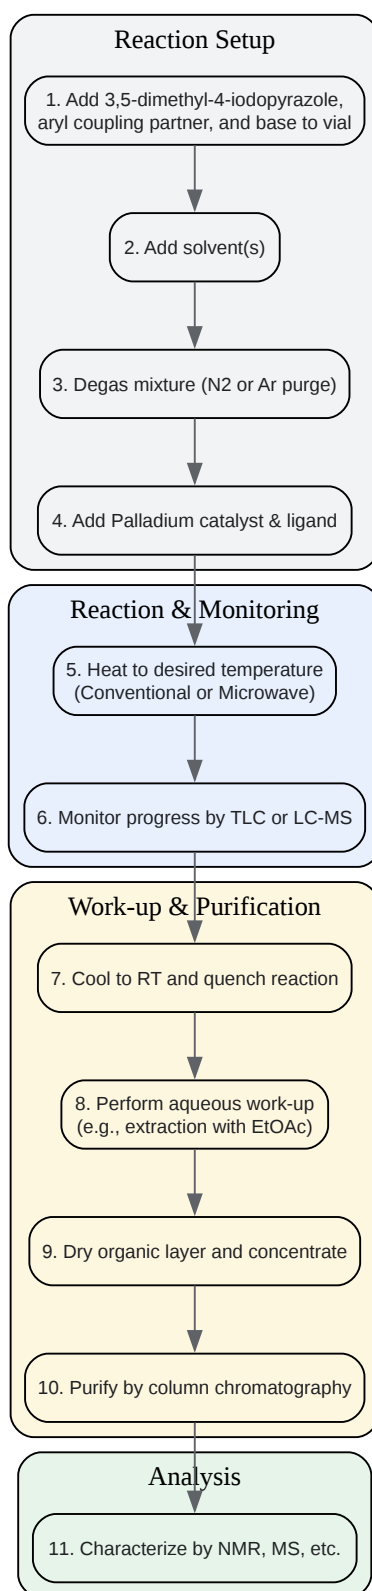 Reaction Setup
1. Add 3,5-dimethyl-4-iodopyrazole,
aryl coupling partner, and base to vial
2. Add solvent(s)
3. Degas mixture (N2 or Ar purge)
4. Add Palladium catalyst & ligand
Reaction & Monitoring
5. Heat to desired temperature
(Conventional or Microwave)
6. Monitor progress by TLC or LC-MS
Work-up & Purification
7. Cool to RT and quench reaction
8. Perform aqueous work-up
(e.g., extraction with EtOAc)
9. Dry organic layer and concentrate
10. Purify by column chromatography
Analysis
11. Characterize by NMR, MS, etc.